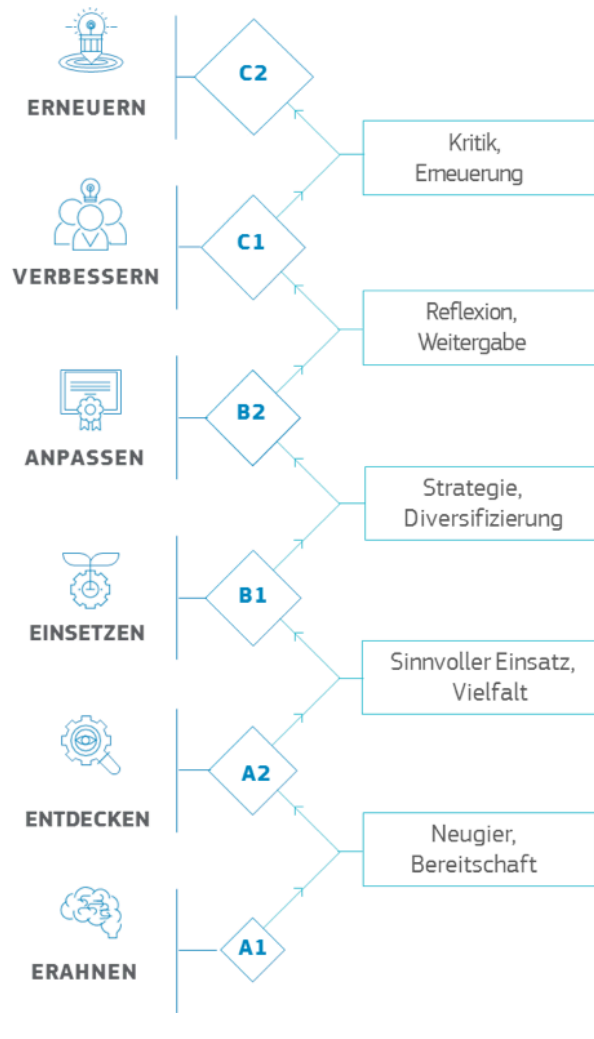 C2
ERNEUERN
Kritik,
Erneuerung
C1
VERBESSERN
Reflexion,
Weitergabe
B2
ANPASSEN
Strategie,
Diversifizierung
B1
EINSETZEN
Sinnvoller Einsatz,
Vielfalt
A2
ENTDECKEN
Neugier,
Bereitschaft
A1
ERAHNEN